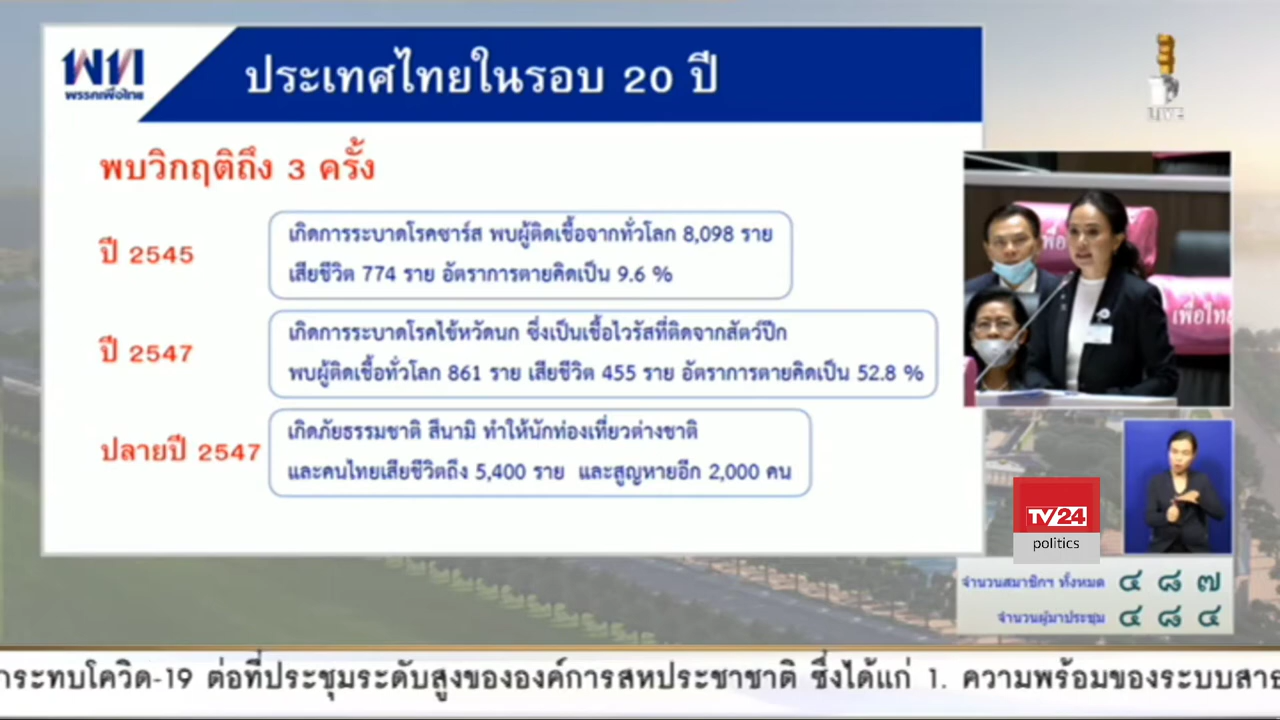 พท
พรรคเพื่อไทย
ประเทศไทยในรอบ 20 ปี
พบวิกฤติถึง 3 ครั้ง
ปี 2545
เกิดการระบาดโรคซาร์ส พบผู้ติดเชื้อจากทั่วโลก 8,098 ราย
เสียชีวิต 774 ราย อัตราการตายคิดเป็น 9.6 %
ปี 2547
เกิดการระบาดโรคไข้หวัดนก ซึ่งเป็นเชื้อไวรัสที่ติดจากสัตว์ปีก
พบผู้ติดเชื้อทั่วโลก 861 ราย เสียชีวิต 455 ราย อัตราการตายคิดเป็น 52.8 %
ปลายปี 2547
เกิดภัยธรรมชาติ สึนามิ ทำให้นักท่องเที่ยวต่างชาติ
และคนไทยเสียชีวิตถึง 5,400 ราย และสูญหายอีก 2,000 คน
LIVE
เพื่อไทย
TV/24
politics
จำนวนสมาชิกฯ ทั้งหมด ๔ ๘ ๗
จำนวนผู้มาประชุม ๔ ๘ ๔
กระทบโควิด-19 ต่อที่ประชุมระดับสูงขององค์การสหประชาชาติ ซึ่งได้แก่ 1. ความพร้อมของระบบสาธ